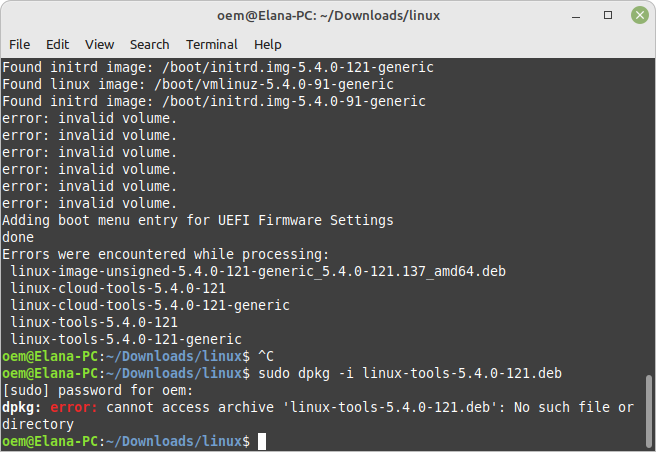 oem@Elana-PC: ~/Downloads/linux
File Edit View Search Terminal Help
Found initrd image: /boot/initrd.img-5.4.0-121-generic
Found linux image: /boot/vmlinuz-5.4.0-91-generic
Found initrd image: /boot/initrd.img-5.4.0-91-generic
error: invalid volume.
error: invalid volume.
error: invalid volume.
error: invalid volume.
error: invalid volume.
error: invalid volume.
Adding boot menu entry for UEFI Firmware Settings
done
Errors were encountered while processing:
 linux-image-unsigned-5.4.0-121-generic_5.4.0-121.137_amd64.deb
 linux-cloud-tools-5.4.0-121
 linux-cloud-tools-5.4.0-121-generic
 linux-tools-5.4.0-121
 linux-tools-5.4.0-121-generic
oem@Elana-PC:~/Downloads/linux$ ^C
oem@Elana-PC:~/Downloads/linux$ sudo dpkg -i linux-tools-5.4.0-121.deb
[sudo] password for oem:
dpkg: error: cannot access archive 'linux-tools-5.4.0-121.deb': No such file or
directory
oem@Elana-PC:~/Downloads/linux$